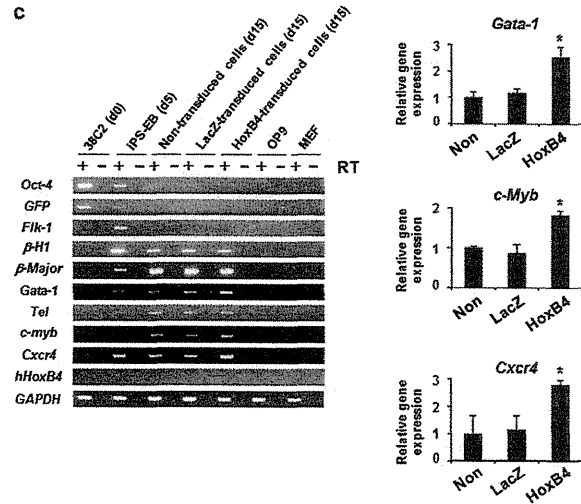 c
38C2 (d0)
iPS-EB (d5)
Non-transduced cells (d15)
LacZ-transduced cells (d15)
HoxB4-transduced cells (d15)
OP9
MEF
+ − + − + − + − + − + − + − RT
Oct-4
GFP
Flk-1
β-H1
β-Major
Gata-1
Tel
c-myb
Cxcr4
hHoxB4
GAPDH
Gata-1
Relative gene
expression
3
2
1
0
*
Non
LacZ
HoxB4
c-Myb
Relative gene
expression
3
2
1
0
*
Non
LacZ
HoxB4
Cxcr4
Relative gene
expression
3
2
1
0
*
Non
LacZ
HoxB4